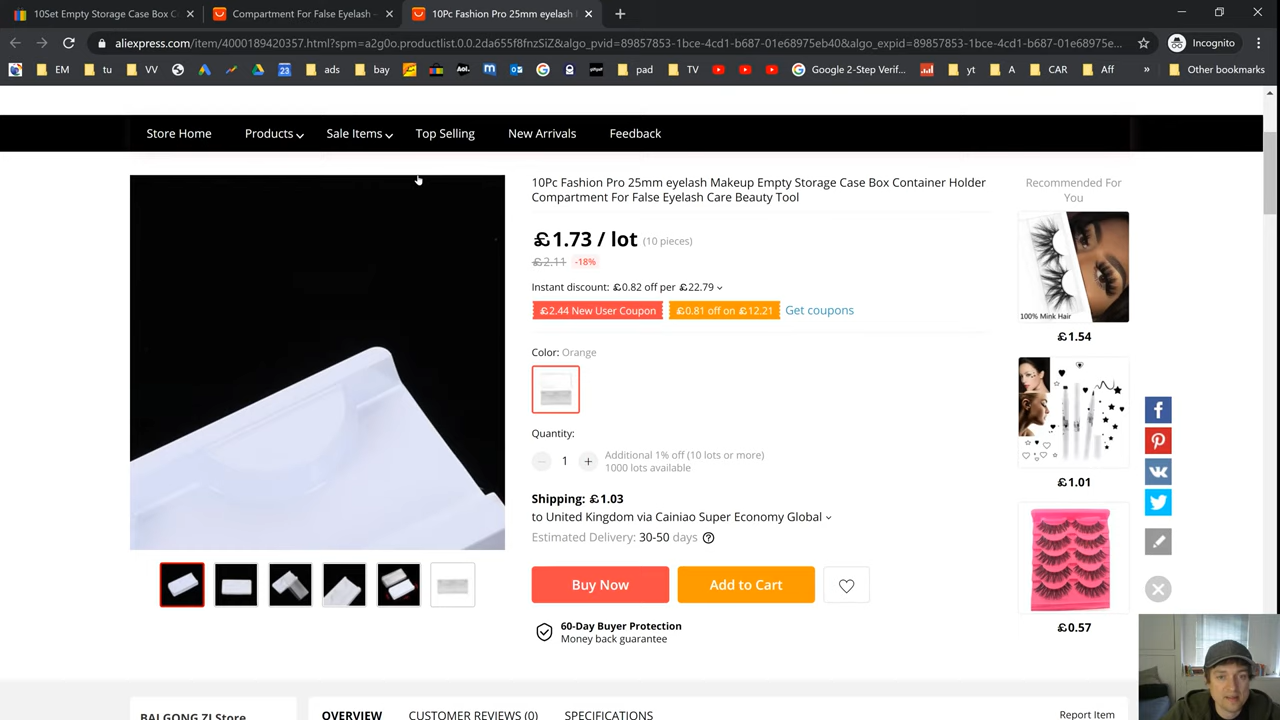 10Set Empty Storage Case Box C
Compartment For False Eyelash
10Pc Fashion Pro 25mm eyelash
aliexpress.com/item/4000189420357.html?spm=a2g0o.productlist.0.0.2da655f8fnzSiZ&algo_pvid=89857853-1bce-4cd1-b687-01e68975eb40&algo_expid=89857853-1bce-4cd1-b687-01e68975e...
Incognito
EM
tu
VV
23
ads
bay
Aol.
pad
TV
Google 2-Step Verif...
yt
A
CAR
Aff
»
Other bookmarks
Store Home
Products
Sale Items
Top Selling
New Arrivals
Feedback
10Pc Fashion Pro 25mm eyelash Makeup Empty Storage Case Box Container Holder
Compartment For False Eyelash Care Beauty Tool
£1.73 / lot (10 pieces)
£2.11 -18%
Instant discount: £0.82 off per £22.79
£2.44 New User Coupon
£0.81 off on £12.21
Get coupons
Color: Orange
Quantity:
1
Additional 1% off (10 lots or more)
1000 lots available
Shipping: £1.03
to United Kingdom via Cainiao Super Economy Global
Estimated Delivery: 30-50 days
Buy Now
Add to Cart
60-Day Buyer Protection
Money back guarantee
Recommended For
You
100% Mink Hair
£1.54
£1.01
£0.57
BAI GONG ZI Store
OVERVIEW
CUSTOMER REVIEWS (0)
SPECIFICATIONS
Report Item